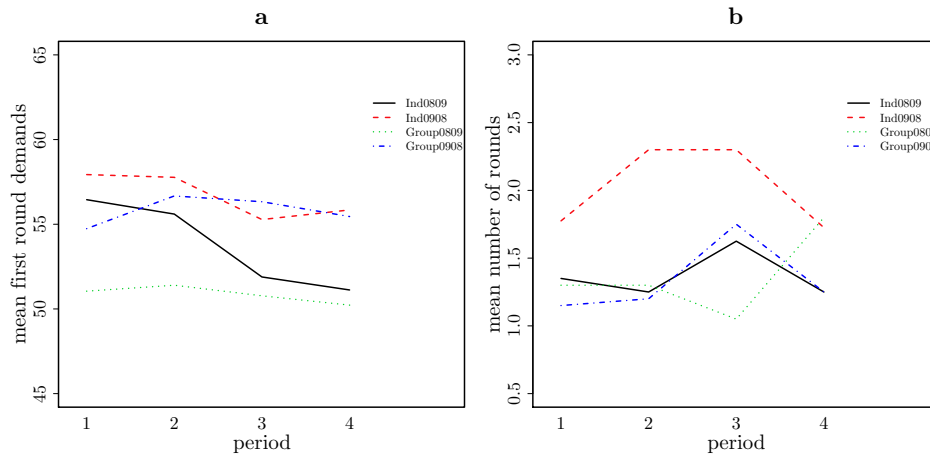 a
mean first round demands
65
60
55
50
45
1 2 3 4
period
Ind0809
Ind0908
Group0809
Group0908
b
mean number of rounds
3.0
2.5
2.0
1.5
1.0
0.5
1 2 3 4
period
Ind0809
Ind0908
Group080
Group090